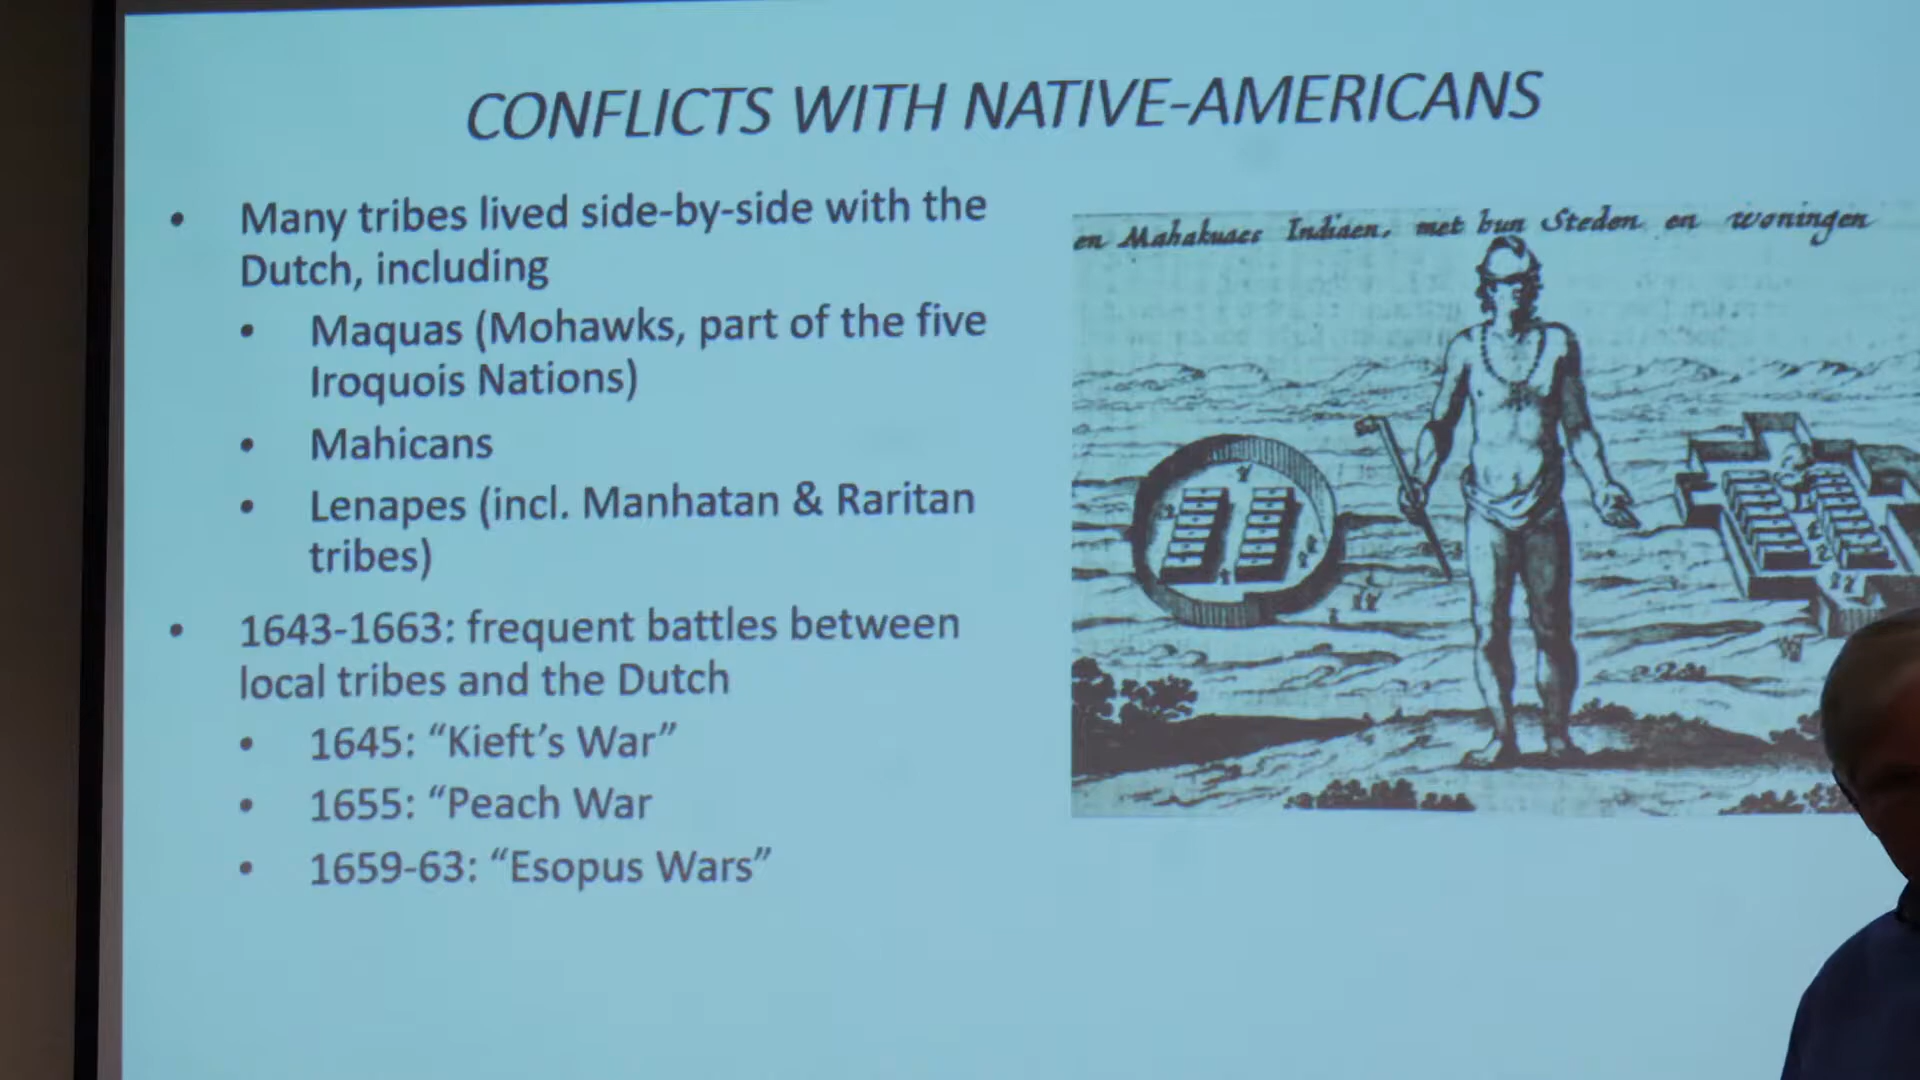 CONFLICTS WITH NATIVE-AMERICANS
• Many tribes lived side-by-side with the
Dutch, including
• Maquas (Mohawks, part of the five
Iroquois Nations)
• Mahicans
• Lenapes (incl. Manhatan & Raritan
tribes)
• 1643-1663: frequent battles between
local tribes and the Dutch
• 1645: “Kieft’s War”
• 1655: “Peach War
• 1659-63: “Esopus Wars”
en Mahakuaes Indiaen, met hun Steden en woningen